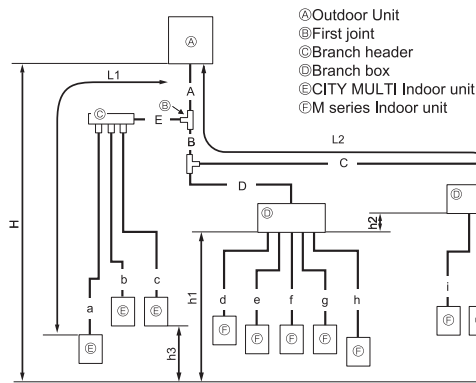 ⒶOutdoor Unit
ⒷFirst joint
ⒸBranch header
ⒹBranch box
ⒺCITY MULTI Indoor unit
ⒻM series Indoor unit
Ⓐ
L1
A
Ⓑ
Ⓒ
E
L2
B
C
D
H
Ⓓ
Ⓓ
h2
a
b
c
h1
d
e
f
g
h
i
Ⓔ
Ⓔ
Ⓔ
h3
Ⓕ
Ⓕ
Ⓕ
Ⓕ
Ⓕ
Ⓕ